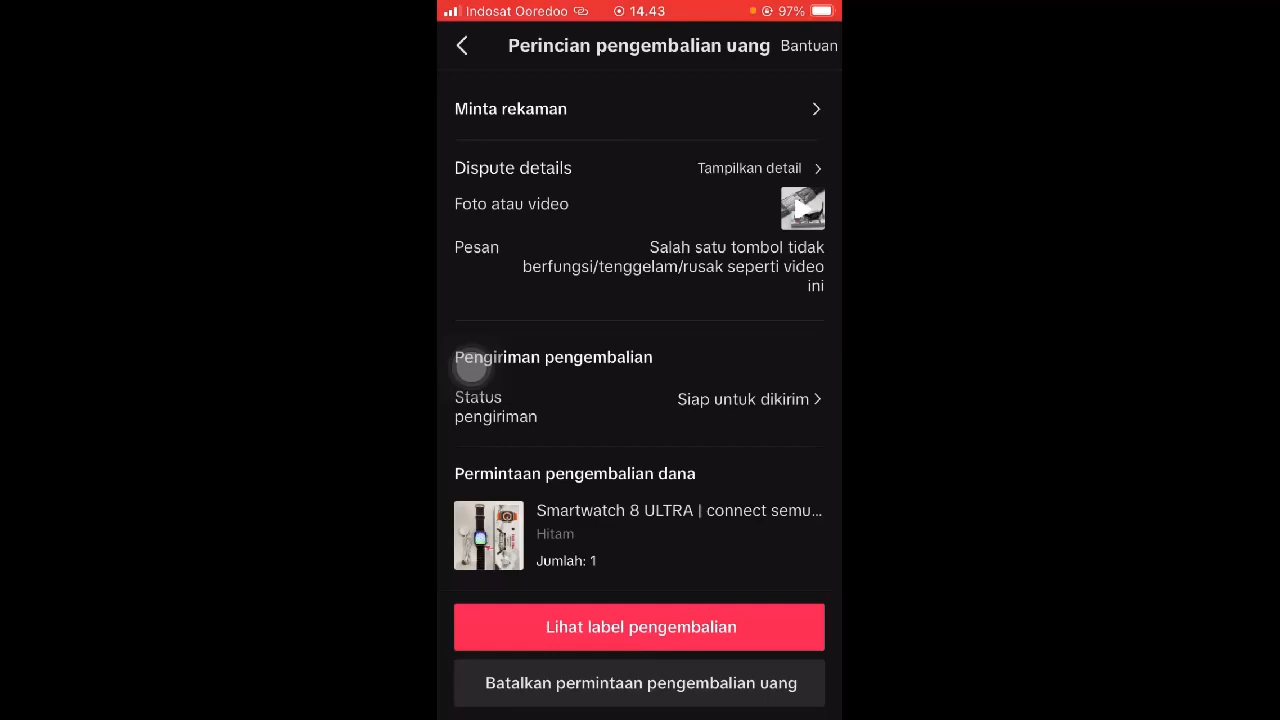 Indosat Ooredoo 14.43 97%
Perincian pengembalian uang Bantuan
Minta rekaman
Dispute details Tampilkan detail
Foto atau video
Pesan Salah satu tombol tidak
berfungsi/tenggelam/rusak seperti video
ini
Pengiriman pengembalian
Status
pengiriman
Siap untuk dikirim
Permintaan pengembalian dana
Smartwatch 8 ULTRA | connect semu...
Hitam
Jumlah: 1
Lihat label pengembalian
Batalkan permintaan pengembalian uang